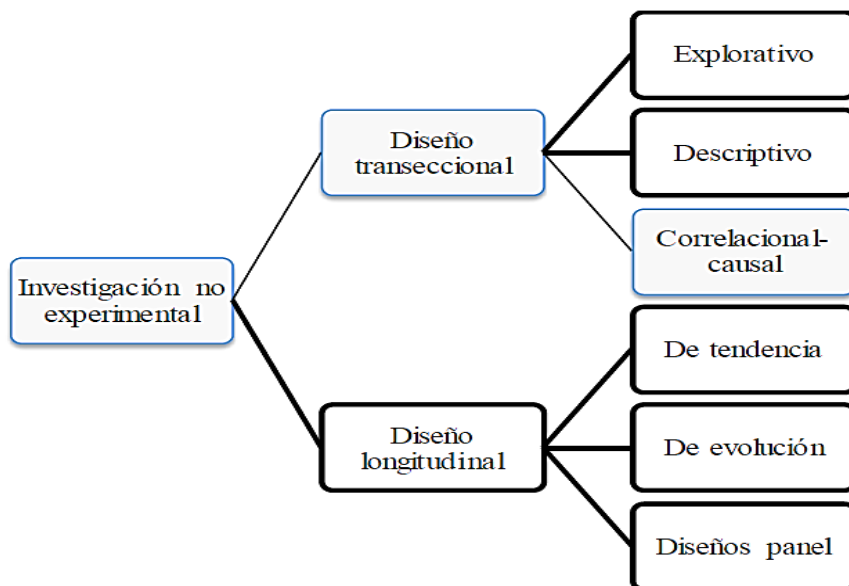 Explorativo
Diseño
transeccional
Descriptivo
Correlacional-
causal
Investigación no
experimental
De tendencia
Diseño
longitudinal
De evolución
Diseños panel